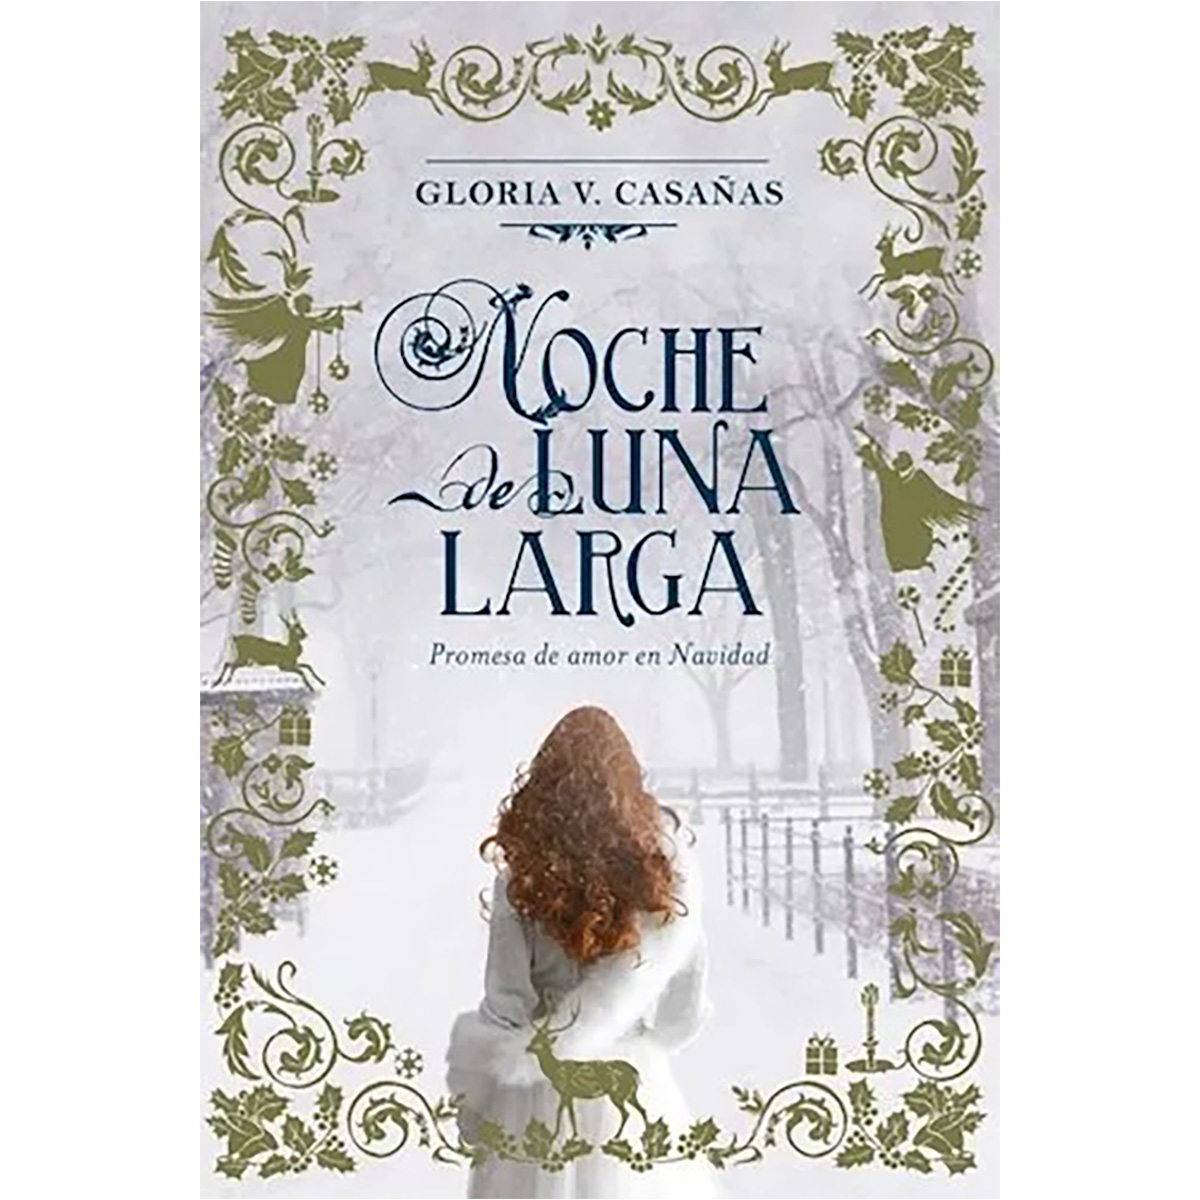 GLORIA V. CASAÑAS
NOCHE
de LUNA
LARGA
Promesa de amor en Navidad